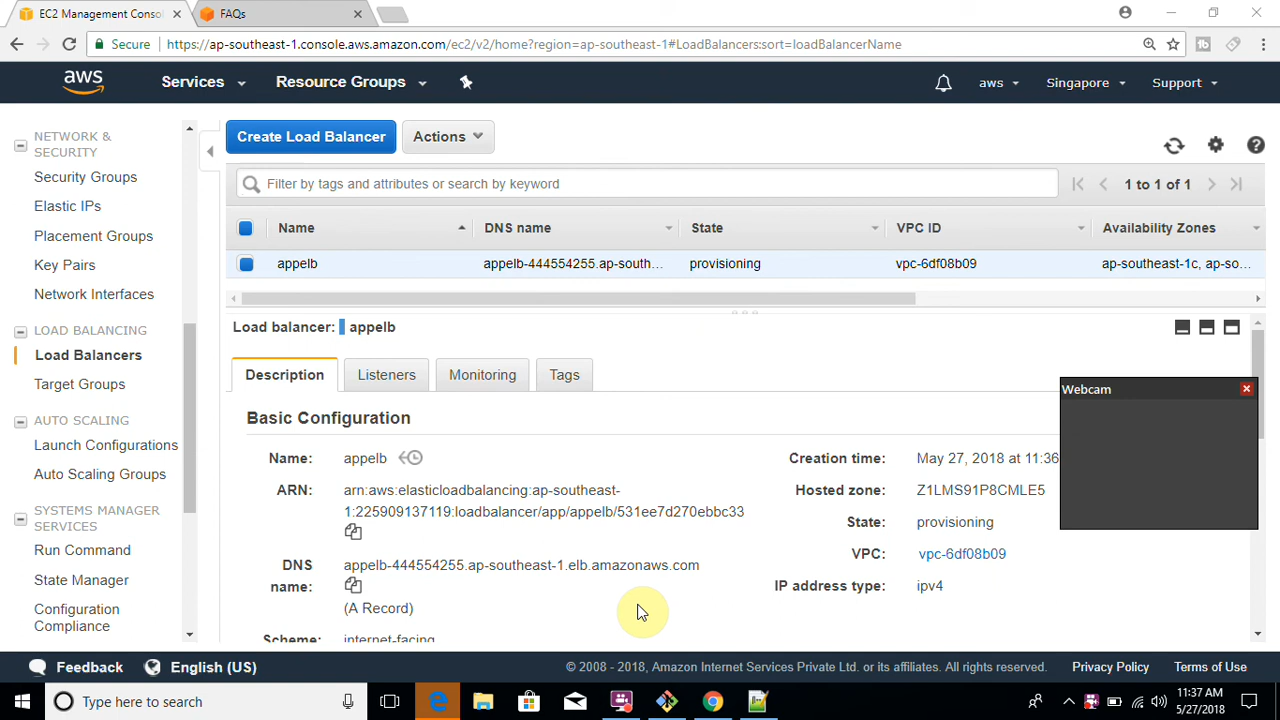 EC2 Management Conso
FAQs
Secure
https://ap-southeast-1.console.aws.amazon.com/ec2/v2/home?region=ap-southeast-1#LoadBalancers:sort=loadBalancerName
aws
Services
Resource Groups
aws
Singapore
Support
NETWORK &
SECURITY
Security Groups
Elastic IPs
Placement Groups
Key Pairs
Network Interfaces
LOAD BALANCING
Load Balancers
Target Groups
AUTO SCALING
Launch Configurations
Auto Scaling Groups
SYSTEMS MANAGER
SERVICES
Run Command
State Manager
Configuration
Compliance
Create Load Balancer
Actions
Filter by tags and attributes or search by keyword
1 to 1 of 1
Name DNS name State VPC ID Availability Zones
appelb appelb-444554255.ap-south... provisioning vpc-6df08b09 ap-southeast-1c, ap-so...
Load balancer: appelb
Description Listeners Monitoring Tags
Basic Configuration
Name: appelb
ARN: arn:aws:elasticloadbalancing:ap-southeast-
1:225909137119:loadbalancer/app/appelb/531ee7d270ebbc33
DNS name: appelb-444554255.ap-southeast-1.elb.amazonaws.com
(A Record)
Scheme: internet-facing
Creation time: May 27, 2018 at 11:36
Hosted zone: Z1LMS91P8CMLE5
State: provisioning
VPC: vpc-6df08b09
IP address type: ipv4
Webcam
Feedback
English (US)
© 2008 - 2018, Amazon Internet Services Private Ltd. or its affiliates. All rights reserved.
Privacy Policy
Terms of Use
Type here to search
11:37 AM
5/27/2018